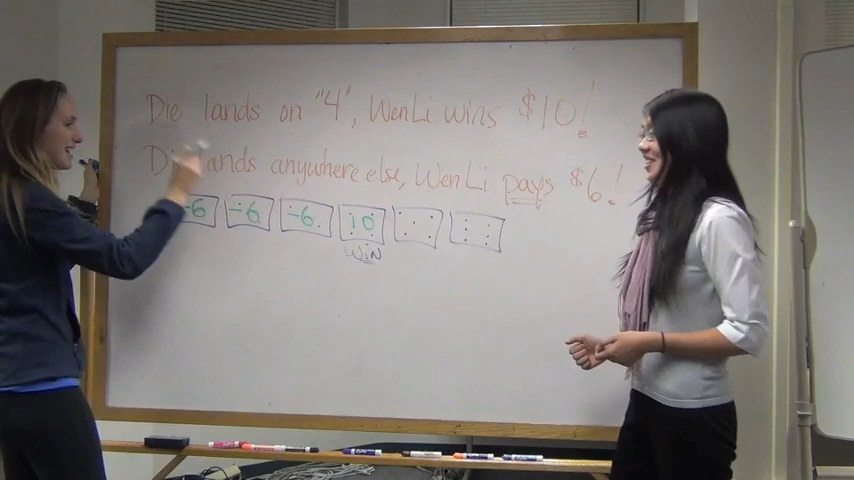 Die lands on "4", WenLi wins $10!
Die lands anywhere else, WenLi pays $6!
-6 -6 -6 10
WIN